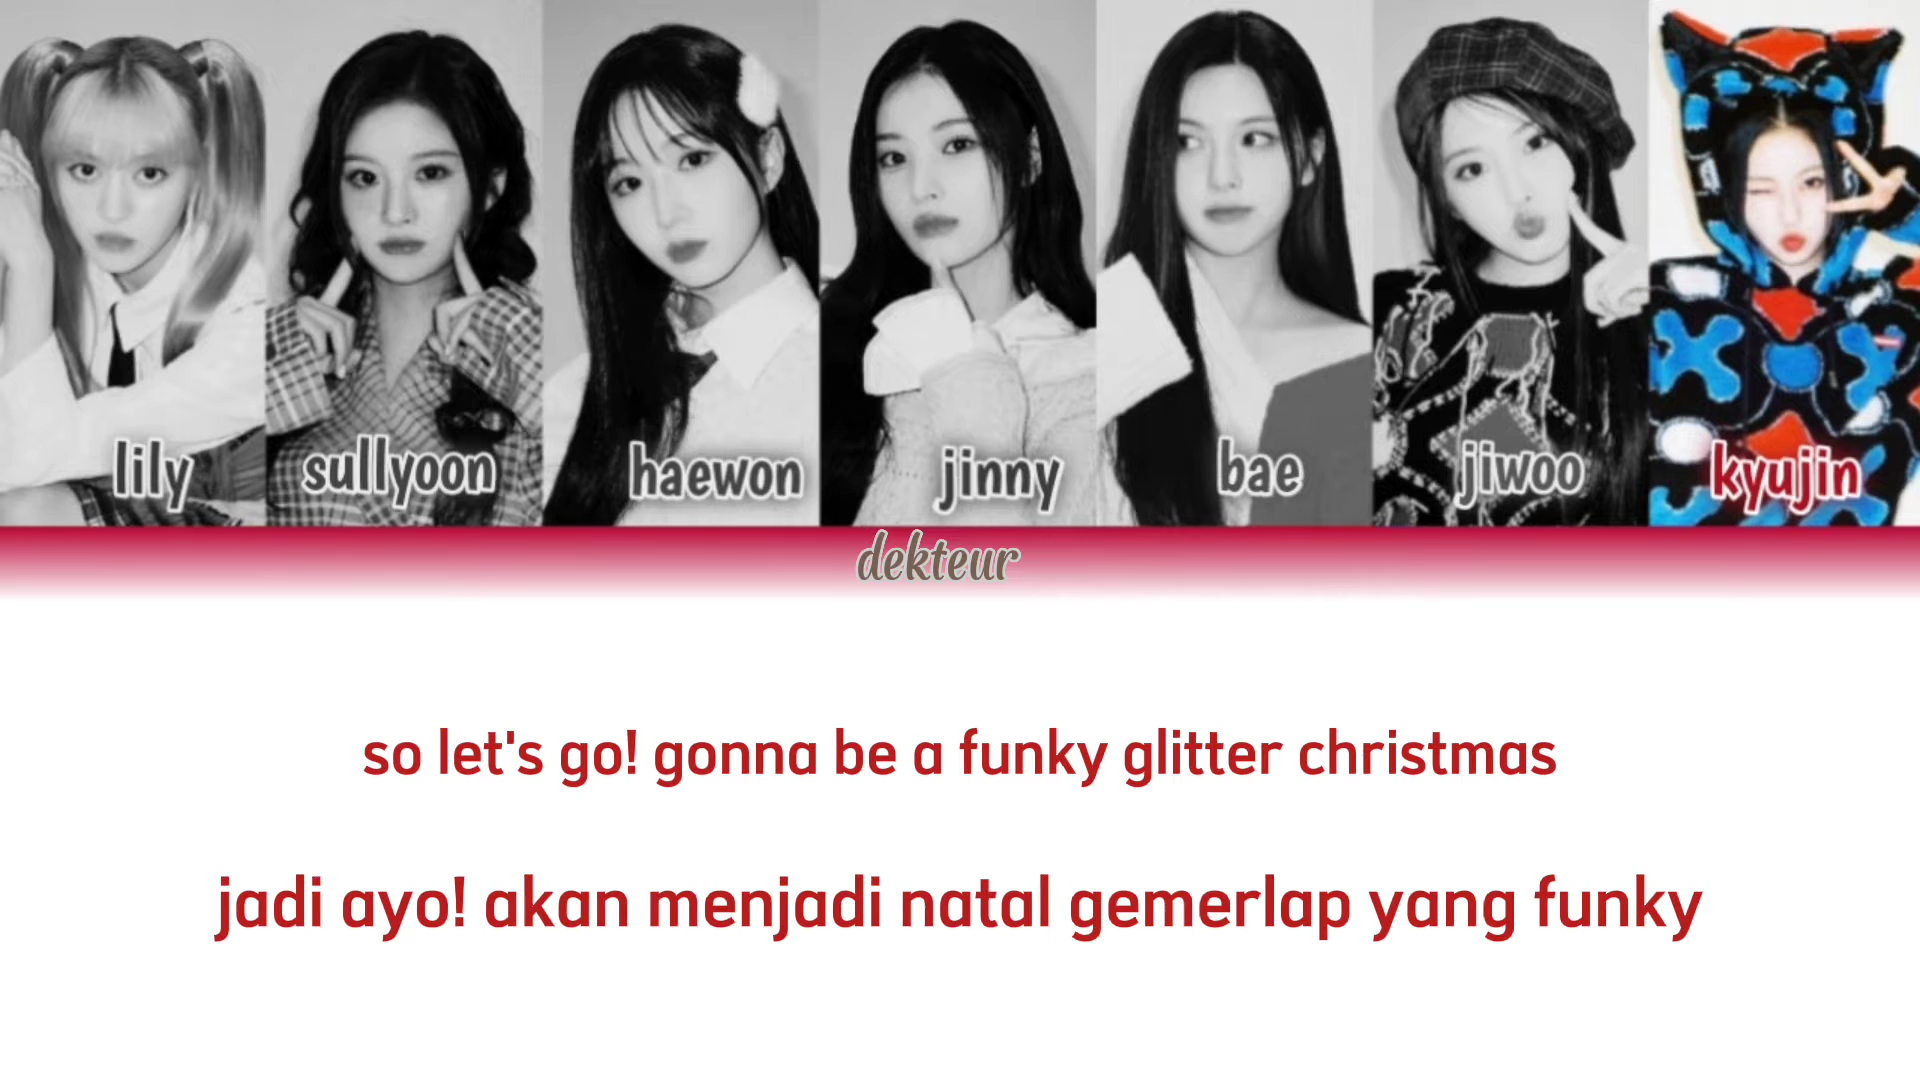 lily sullyoon haewon jinny bae jiwoo kyujin
dekteur
so let's go! gonna be a funky glitter christmas
jadi ayo! akan menjadi natal gemerlap yang funky